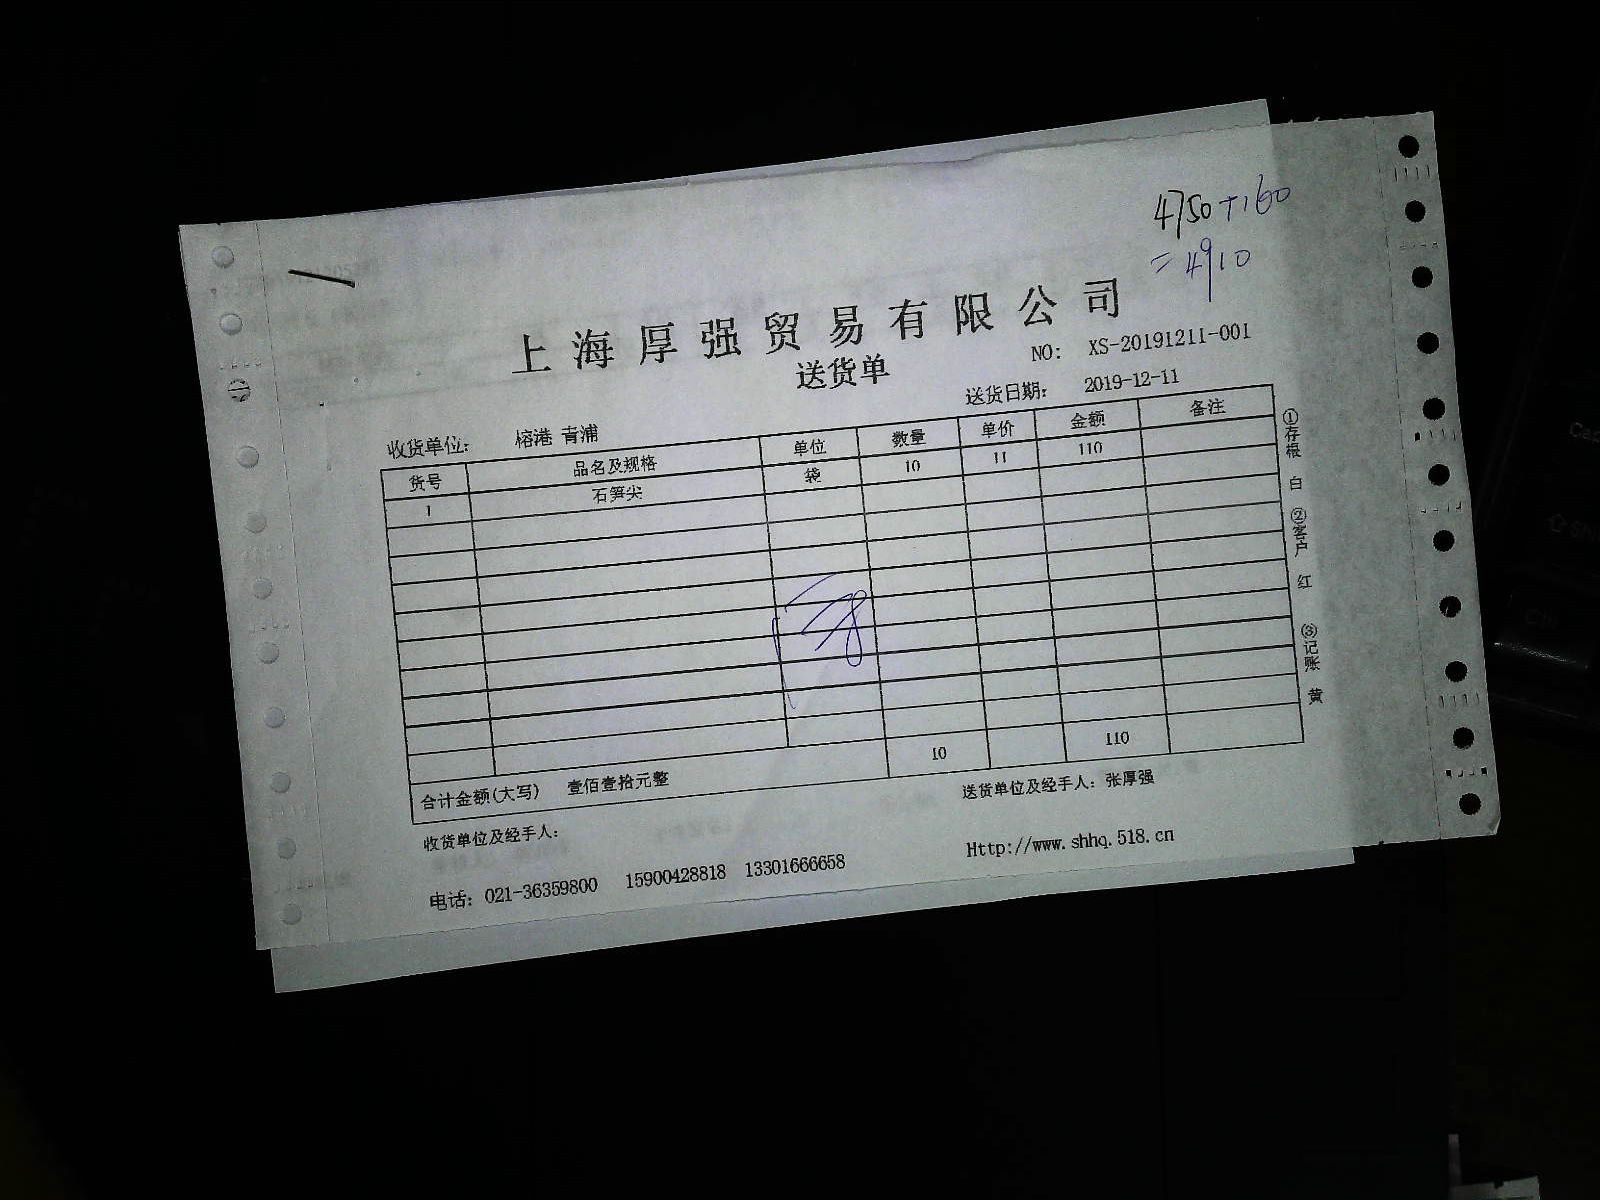 4750+160
=4910
上海厚强贸易有限公司
送货单
NO: XS-20191211-001
送货日期: 2019-12-11
收货单位: 榕港 青浦
货号 品名及规格 单位 数量 单价 金额 备注
1 石笋尖 袋 10 11 110
10 110
合计金额(大写) 壹佰壹拾元整
收货单位及经手人:
送货单位及经手人: 张厚强
电话: 021-36359800 15900428818 13301666658
Http://www.shhq.518.cn
①存根 白 ②客户 红 ③记账 黄